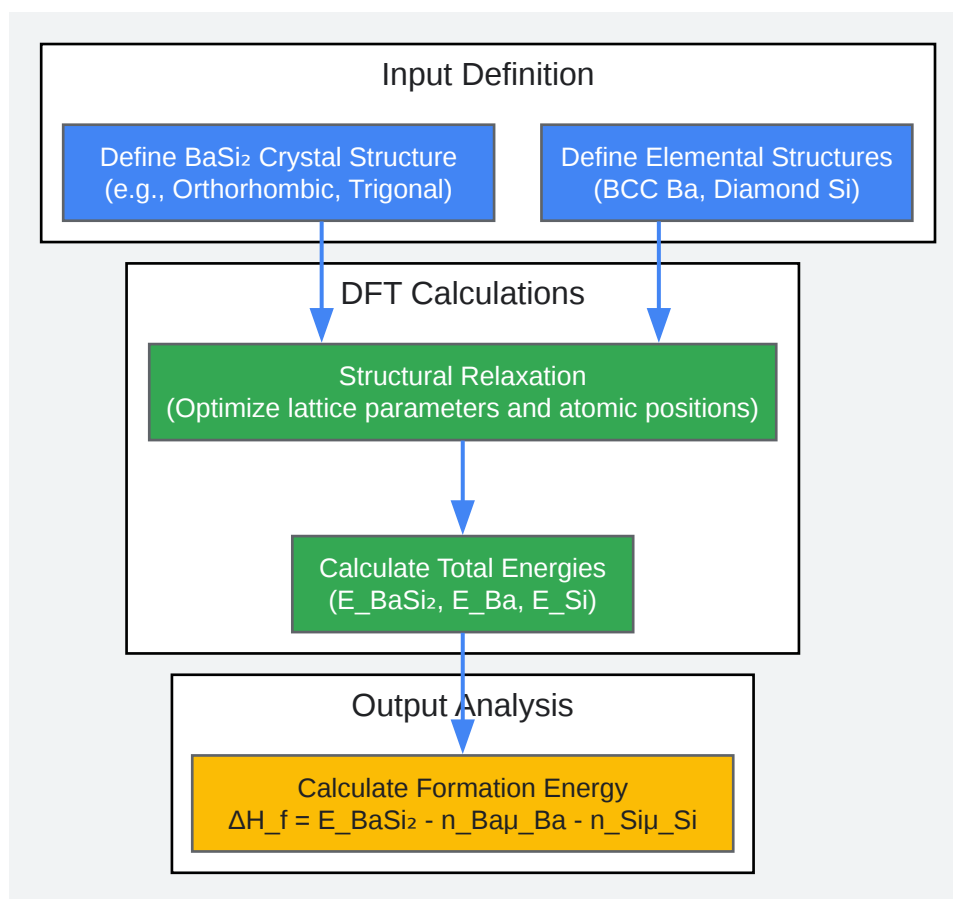 Input Definition
Define BaSi₂ Crystal Structure
(e.g., Orthorhombic, Trigonal)
Define Elemental Structures
(BCC Ba, Diamond Si)
DFT Calculations
Structural Relaxation
(Optimize lattice parameters and atomic positions)
Calculate Total Energies
(E_BaSi₂, E_Ba, E_Si)
Output Analysis
Calculate Formation Energy
ΔH_f = E_BaSi₂ - n_Baμ_Ba - n_Siμ_Si